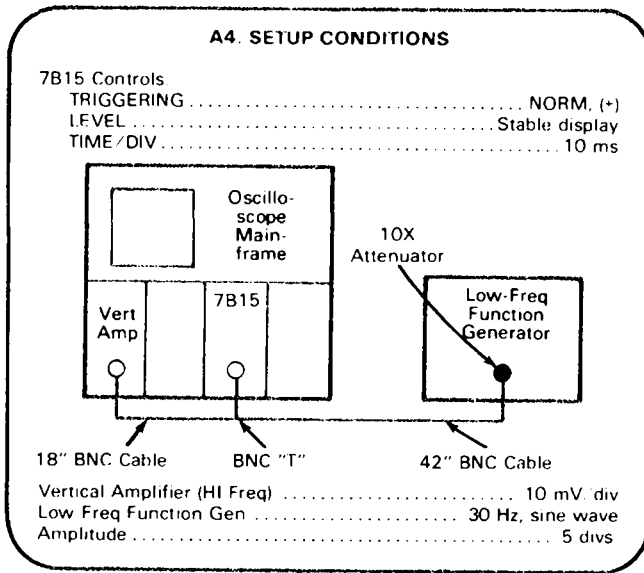 A4. SETUP CONDITIONS
7B15 Controls
TRIGGERING ........................................ NORM, (+)
LEVEL ............................................ Stable display
TIME/DIV ................................................ 10 ms
Oscillo-
scope
Main-
frame
10X
Attenuator
Vert
Amp
7B15
Low-Freq
Function
Generator
18" BNC Cable
BNC "T"
42" BNC Cable
Vertical Amplifier (HI Freq) ........................ 10 mV/div
Low Freq Function Gen ...................... 30 Hz, sine wave
Amplitude ................................................ 5 divs